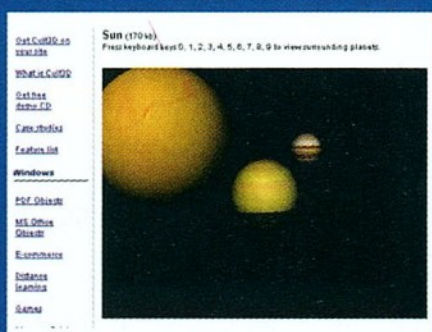 Get Cult3D on
your site
What is Cult3D
Get free
demo CD
Case studies
Feature list
Windows
PDF Objects
MS Office
Objects
E-commerce
Distance
learning
Games
Sun (170 kb)
Press keyboard keys 0, 1, 2, 3, 4, 5, 6, 7, 8, 9 to view surrounding planets.